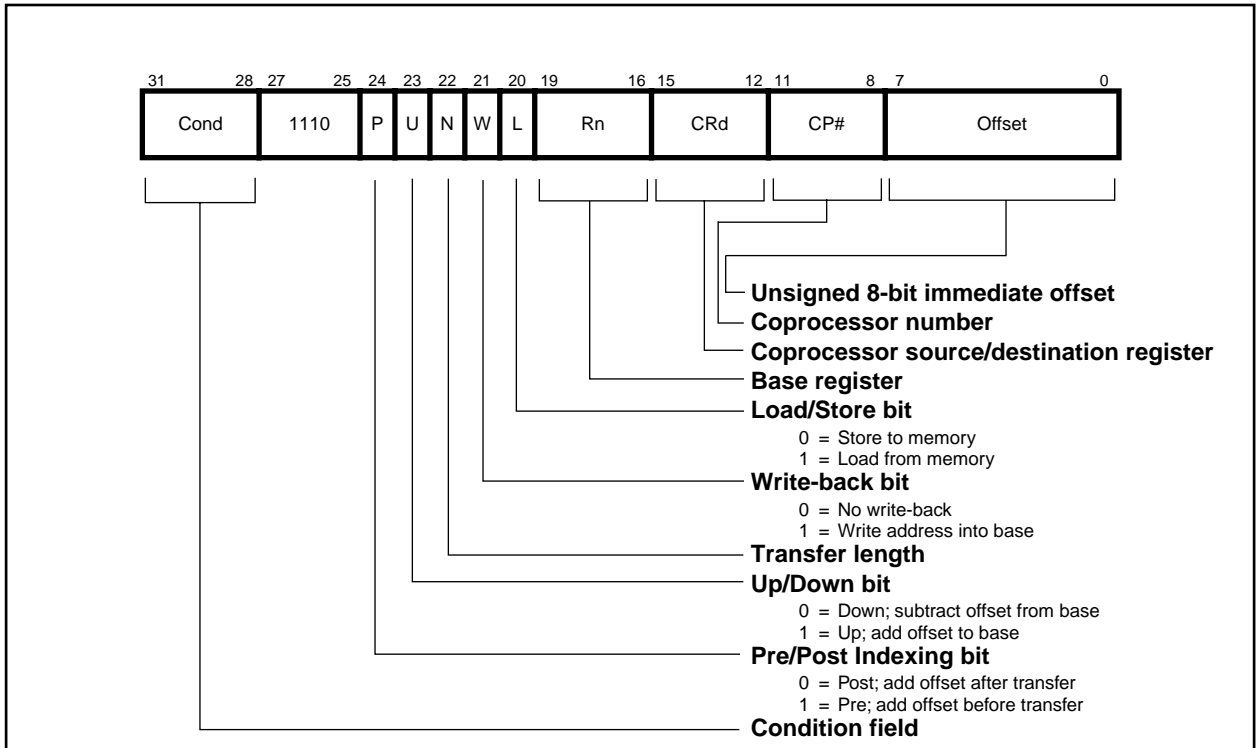 31 28 27 25 24 23 22 21 20 19 16 15 12 11 8 7 0
Cond 1110 P U N W L Rn CRd CP# Offset
Unsigned 8-bit immediate offset
Coprocessor number
Coprocessor source/destination register
Base register
Load/Store bit
0 = Store to memory
1 = Load from memory
Write-back bit
0 = No write-back
1 = Write address into base
Transfer length
Up/Down bit
0 = Down; subtract offset from base
1 = Up; add offset to base
Pre/Post Indexing bit
0 = Post; add offset after transfer
1 = Pre; add offset before transfer
Condition field